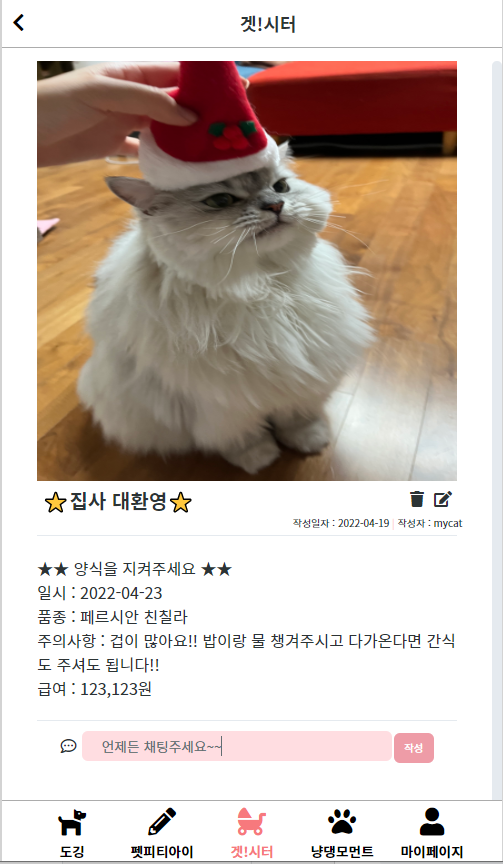 겟!시터
⭐집사 대환영⭐
작성일자 : 2022-04-19 | 작성자 : mycat
★★ 양식을 지켜주세요 ★★
일시 : 2022-04-23
품종 : 페르시안 친칠라
주의사항 : 겁이 많아요!! 밥이랑 물 챙겨주시고 다가온다면 간식
도 주셔도 됩니다!!
급여 : 123,123원
언제든 채팅주세요~~ 작성
도깅 펫피티아이 겟!시터 냥댕모먼트 마이페이지